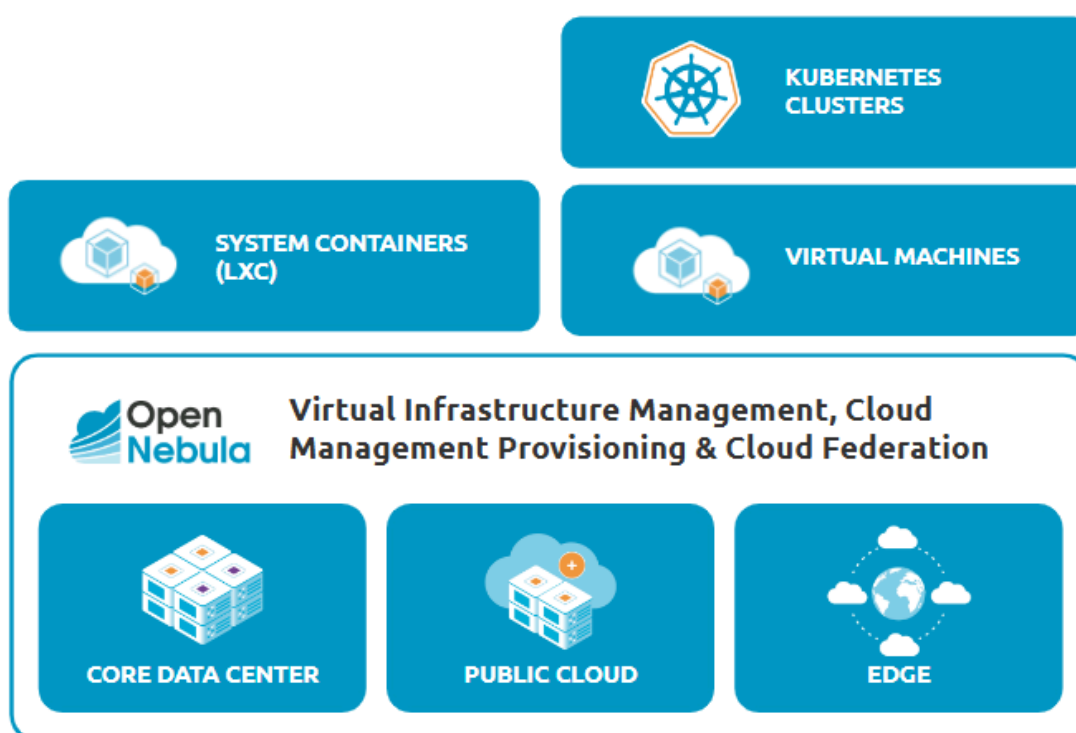 KUBERNETES
CLUSTERS
SYSTEM CONTAINERS
(LXC)
VIRTUAL MACHINES
Open
Nebula
Virtual Infrastructure Management, Cloud
Management Provisioning & Cloud Federation
CORE DATA CENTER
PUBLIC CLOUD
EDGE